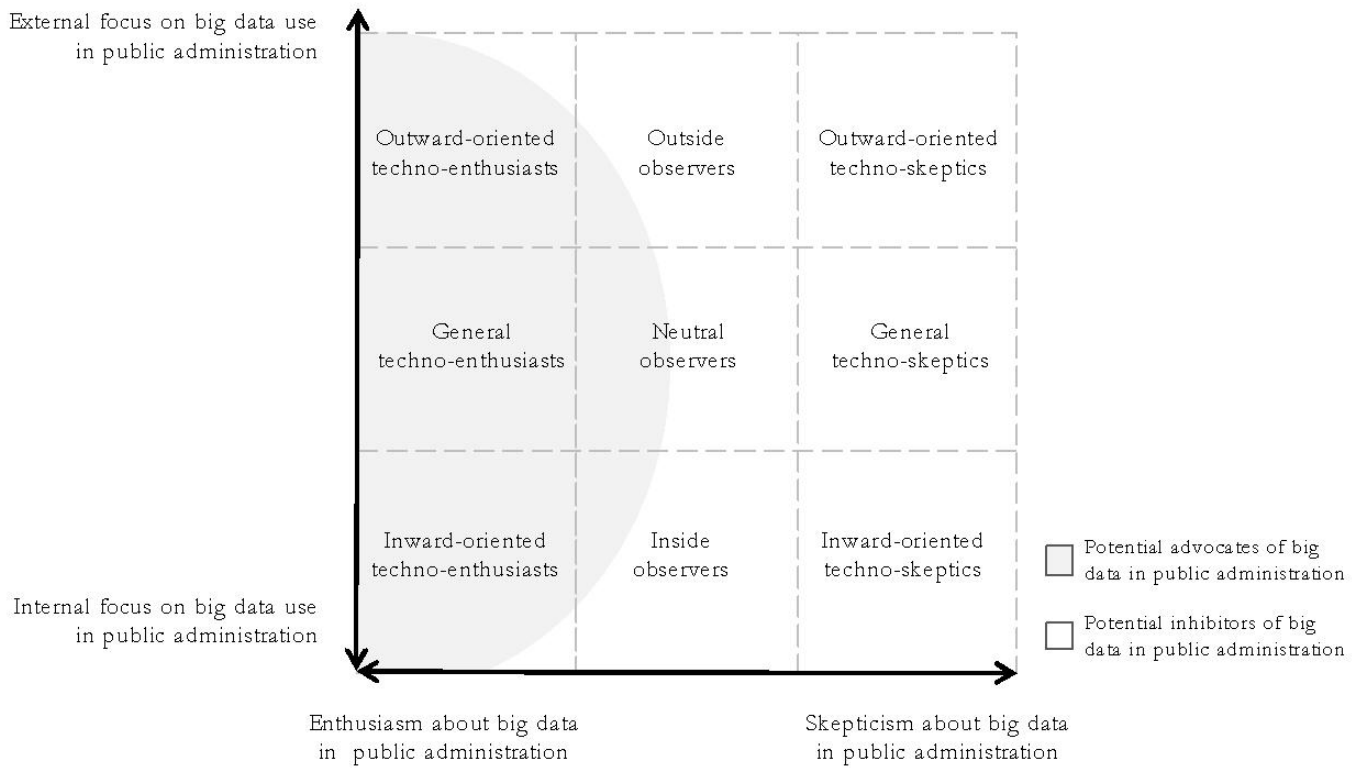 External focus on big data use
in public administration
Outward-oriented
techno-enthusiasts
Outside
observers
Outward-oriented
techno-skeptics
General
techno-enthusiasts
Neutral
observers
General
techno-skeptics
Inward-oriented
techno-enthusiasts
Inside
observers
Inward-oriented
techno-skeptics
Internal focus on big data use
in public administration
Potential advocates of big
data in public administration
Potential inhibitors of big
data in public administration
Enthusiasm about big data
in public administration
Skepticism about big data
in public administration